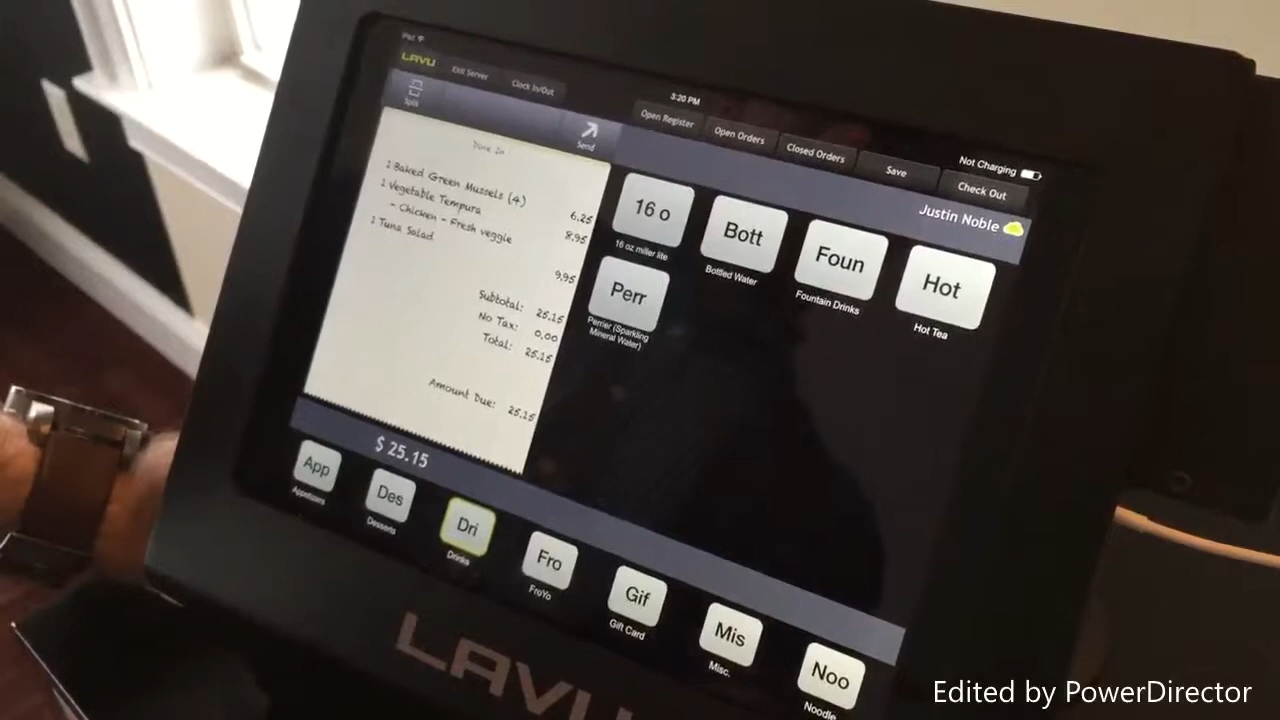 iPad
LAVU Exit Server Clock In/Out
3:20 PM
Not Charging
Split
Send
Open Register Open Orders Closed Orders Save Check Out
Justin Noble
Dine In
1 Baked Green Mussels (4) 6.25
1 Vegetable Tempura 8.95
- Chicken - Fresh veggie
1 Tuna Salad 9.95
Subtotal: 25.15
No Tax: 0.00
Total: 25.15
Amount Due: 25.15
$ 25.15
16 o Bott Foun Hot
16 oz miller lite Bottled Water Fountain Drinks Hot Tea
Perr
Perrier (Sparkling
Mineral Water)
App Des Dri Fro Gif Mis Noo
Appetizers Desserts Drinks FroYo Gift Card Misc. Noodle
LAVU
Edited by PowerDirector